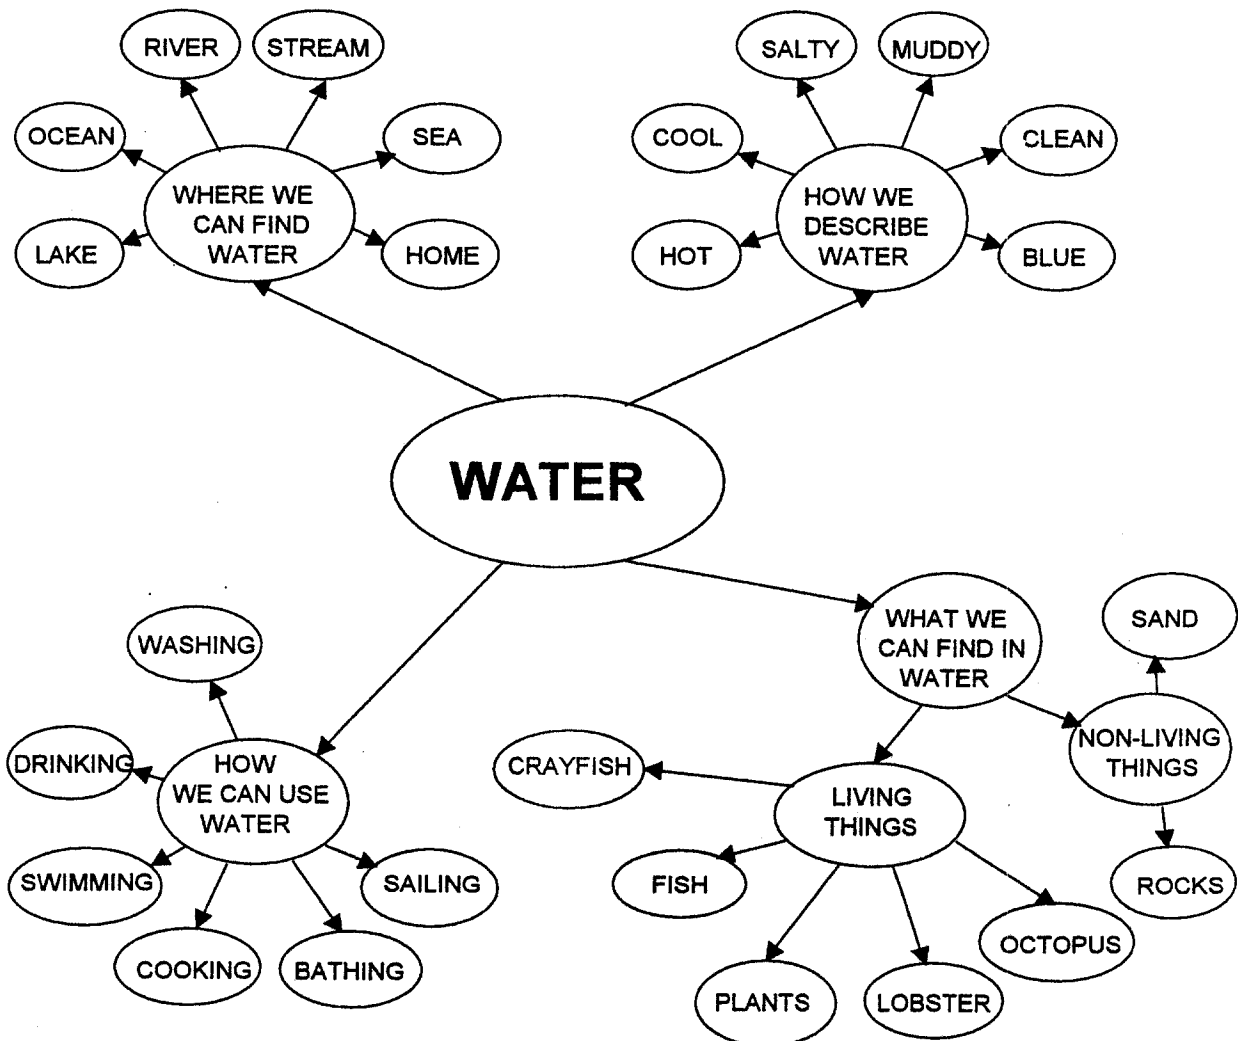 RIVER
STREAM
SALTY
MUDDY
OCEAN
SEA
COOL
CLEAN
WHERE WE
CAN FIND
WATER
HOW WE
DESCRIBE
WATER
LAKE
HOME
HOT
BLUE
WATER
WASHING
WHAT WE
CAN FIND IN
WATER
SAND
DRINKING
HOW
WE CAN USE
WATER
CRAYFISH
LIVING
THINGS
NON-LIVING
THINGS
SWIMMING
SAILING
FISH
ROCKS
COOKING
BATHING
OCTOPUS
PLANTS
LOBSTER